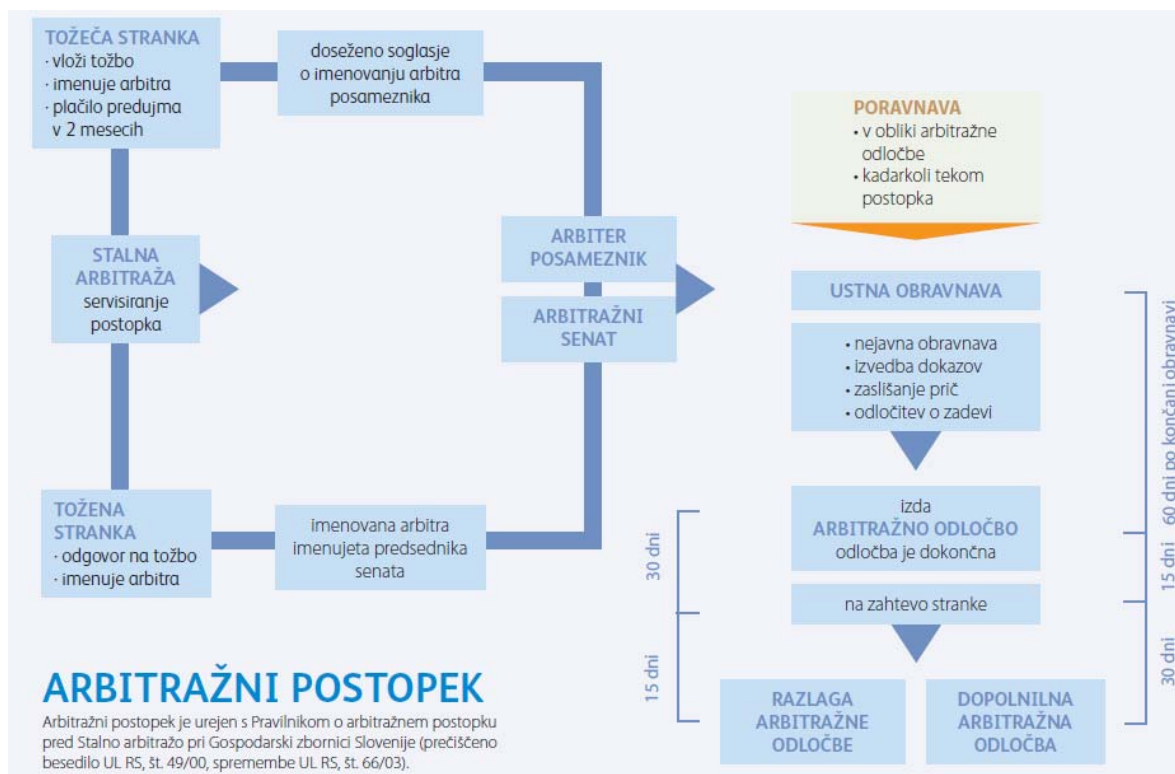 TOŽEČA STRANKA
· vloži tožbo
· imenuje arbitra
· plačilo predujma
v 2 mesecih
doseženo soglasje
o imenovanju arbitra
posameznika
STALNA
ARBITRAŽA
servisiranje
postopka
ARBITER
POSAMEZNIK
ARBITRAŽNI
SENAT
TOŽENA
STRANKA
· odgovor na tožbo
· imenuje arbitra
imenovana arbitra
imenujeta predsednika
senata
PORAVNAVA
• v obliki arbitražne
odločbe
• kadarkoli tekom
postopka
USTNA OBRAVNAVA
• nejavna obravnava
• izvedba dokazov
• zaslišanje prič
• odločitev o zadevi
izda
ARBITRAŽNO ODLOČBO
odločba je dokončna
na zahtevo stranke
RAZLAGA
ARBITRAŽNE
ODLOČBE
DOPOLNILNA
ARBITRAŽNA
ODLOČBA
30 dni
15 dni
60 dni po končani obravnavi
15 dni
30 dni
ARBITRAŽNI POSTOPEK
Arbitražni postopek je urejen s Pravilnikom o arbitražnem postopku
pred Stalno arbitražo pri Gospodarski zbornici Slovenije (prečiščeno
besedilo UL RS, št. 49/00, spremembe UL RS, št. 66/03).